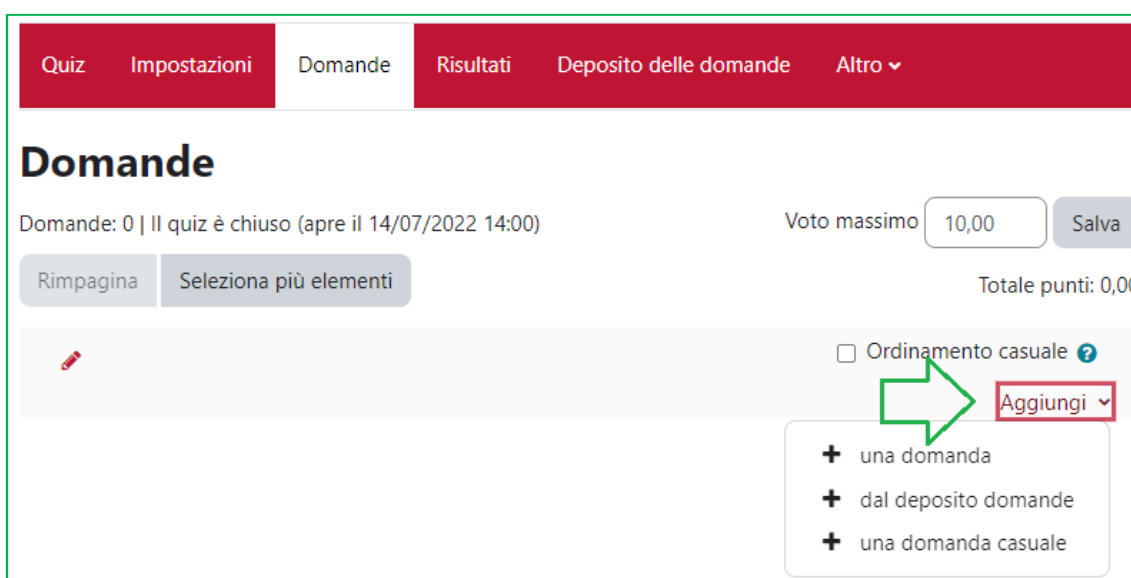 Quiz Impostazioni Domande Risultati Deposito delle domande Altro
Domande
Domande: 0 | Il quiz è chiuso (apre il 14/07/2022 14:00)
Voto massimo 10,00 Salva
Rimpagina Seleziona più elementi
Totale punti: 0,00
Ordinamento casuale ?
Aggiungi
+ una domanda
+ dal deposito domande
+ una domanda casuale